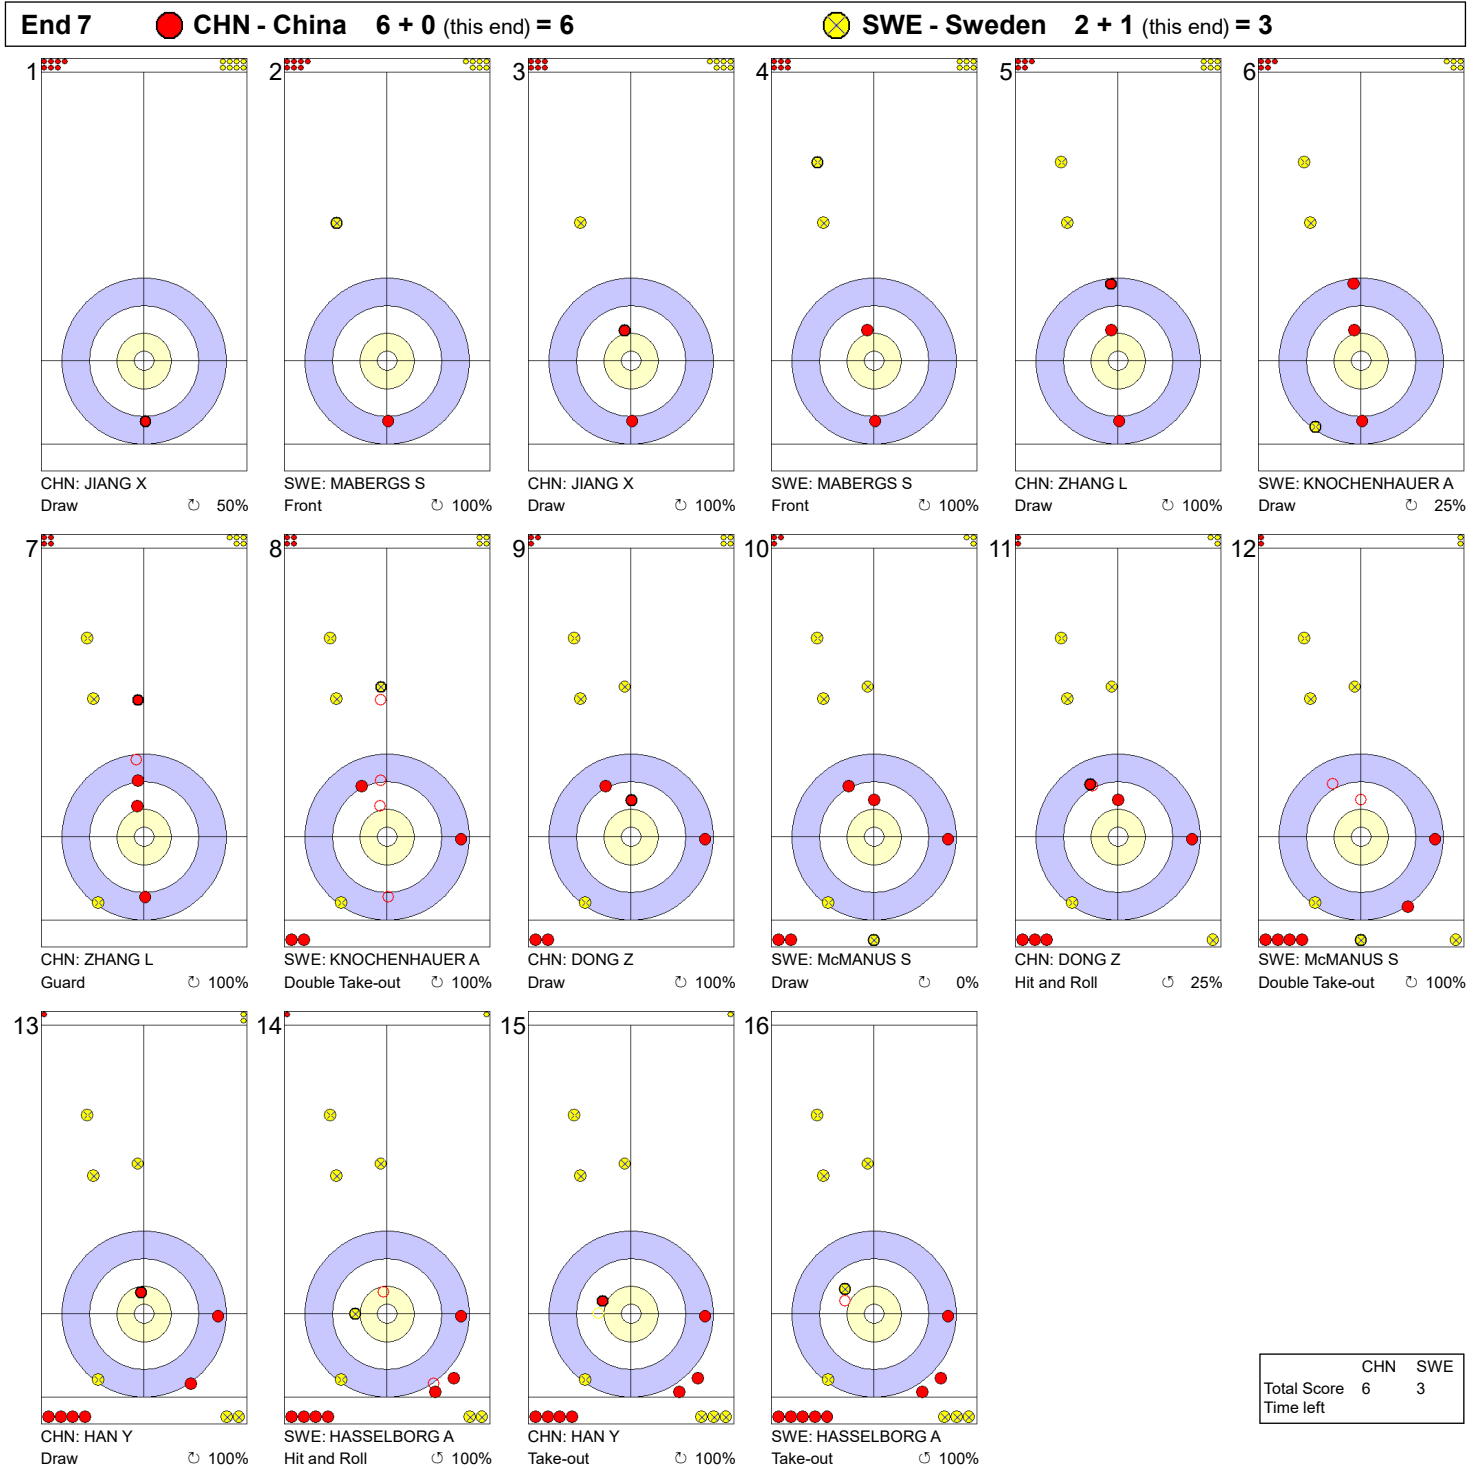 End 7 CHN - China 6 + 0 (this end) = 6 SWE - Sweden 2 + 1 (this end) = 3
1 2 3 4 5 6
CHN: JIANG X SWE: MABERGS S CHN: JIANG X SWE: MABERGS S CHN: ZHANG L SWE: KNOCHENHAUER A
Draw ↻ 50% Front ↻ 100% Draw ↻ 100% Front ↻ 100% Draw ↻ 100% Draw ↻ 25%
7 8 9 10 11 12
CHN: ZHANG L SWE: KNOCHENHAUER A CHN: DONG Z SWE: McMANUS S CHN: DONG Z SWE: McMANUS S
Guard ↻ 100% Double Take-out ↻ 100% Draw ↻ 100% Draw ↻ 0% Hit and Roll ↺ 25% Double Take-out ↻ 100%
13 14 15 16
CHN: HAN Y SWE: HASSELBORG A CHN: HAN Y SWE: HASSELBORG A
Draw ↻ 100% Hit and Roll ↻ 100% Take-out ↻ 100% Take-out ↺ 100%
CHN SWE
Total Score 6 3
Time left